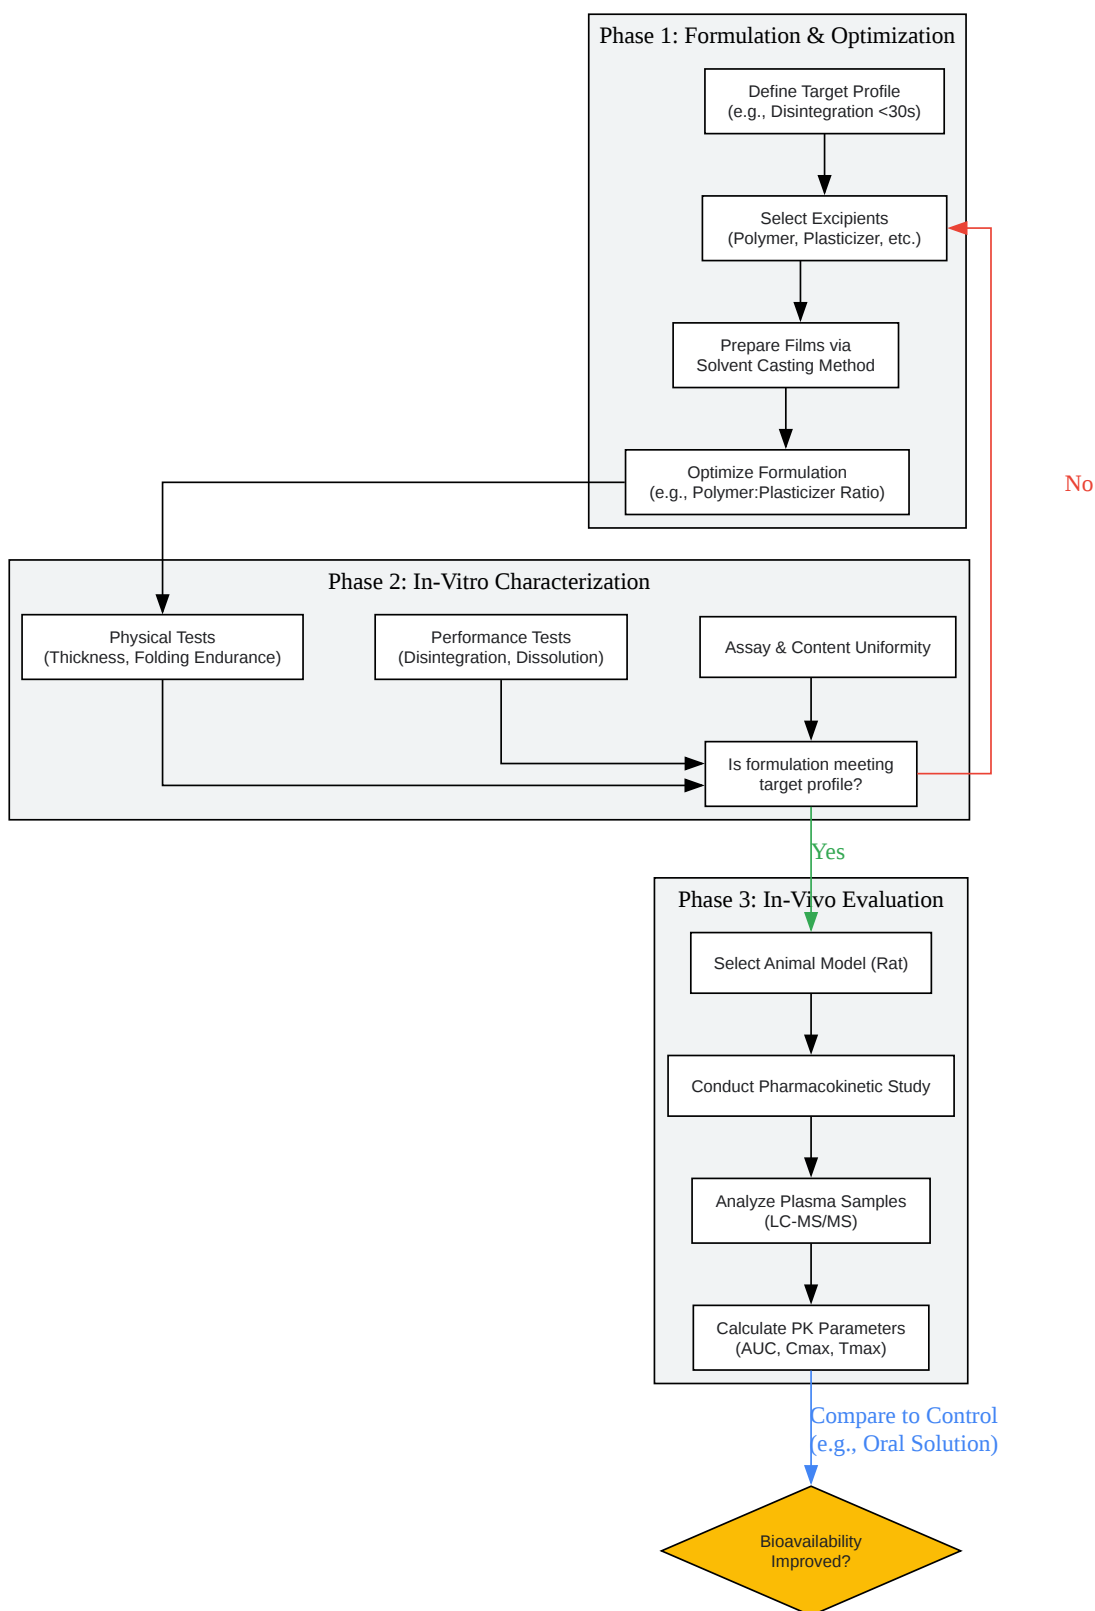 Phase 1: Formulation & Optimization
Define Target Profile
(e.g., Disintegration <30s)
Select Excipients
(Polymer, Plasticizer, etc.)
Prepare Films via
Solvent Casting Method
Optimize Formulation
(e.g., Polymer:Plasticizer Ratio)
No
Phase 2: In-Vitro Characterization
Physical Tests
(Thickness, Folding Endurance)
Performance Tests
(Disintegration, Dissolution)
Assay & Content Uniformity
Is formulation meeting
target profile?
Yes
Phase 3: In-Vivo Evaluation
Select Animal Model (Rat)
Conduct Pharmacokinetic Study
Analyze Plasma Samples
(LC-MS/MS)
Calculate PK Parameters
(AUC, Cmax, Tmax)
Compare to Control
(e.g., Oral Solution)
Bioavailability
Improved?